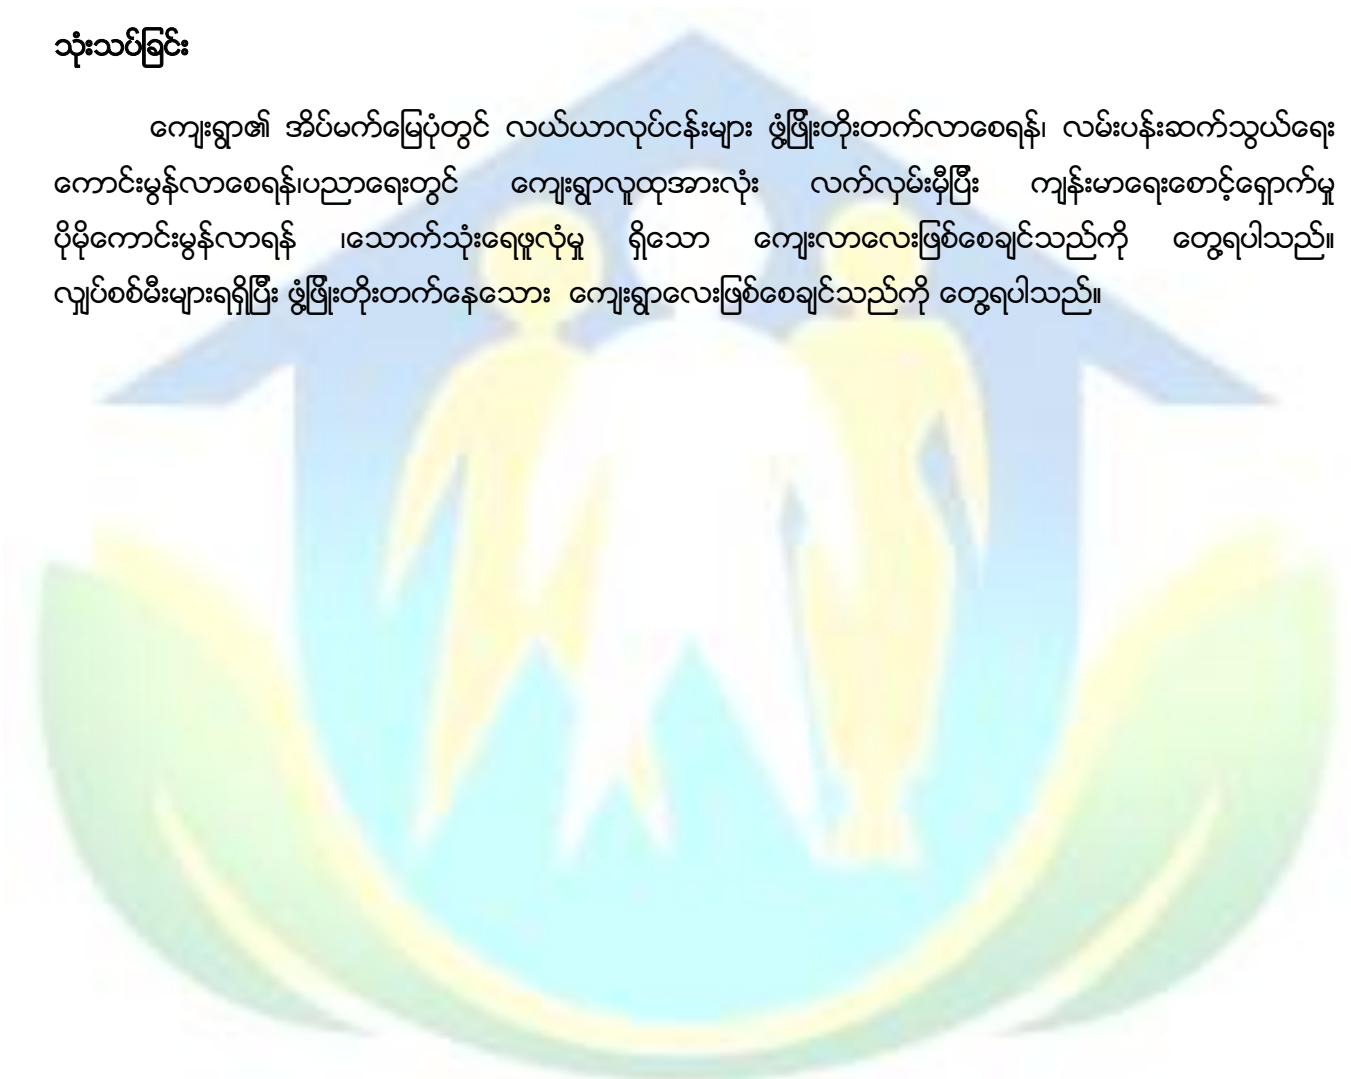 သုံးသပ်ခြင်း
ကျေးရွာ၏ အိပ်မက်မြေပုံတွင် လယ်ယာလုပ်ငန်းများ ဖွံ့ဖြိုးတိုးတက်လာစေရန်၊ လမ်းပန်းဆက်သွယ်ရေး
ကောင်းမွန်လာစေရန်၊ပညာရေးတွင် ကျေးရွာလူထုအားလုံး လက်လှမ်းမှီပြီး ကျန်းမာရေးစောင့်ရှောက်မှု
ပိုမိုကောင်းမွန်လာရန် ၊သောက်သုံးရေဖူလုံမှု ရှိသော ကျေးလာလေးဖြစ်စေချင်သည်ကို တွေ့ရပါသည်။
လျှပ်စစ်မီးများရရှိပြီး ဖွံ့ဖြိုးတိုးတက်နေသေား ကျေးရွာလေးဖြစ်စေချင်သည်ကို တွေ့ရပါသည်။